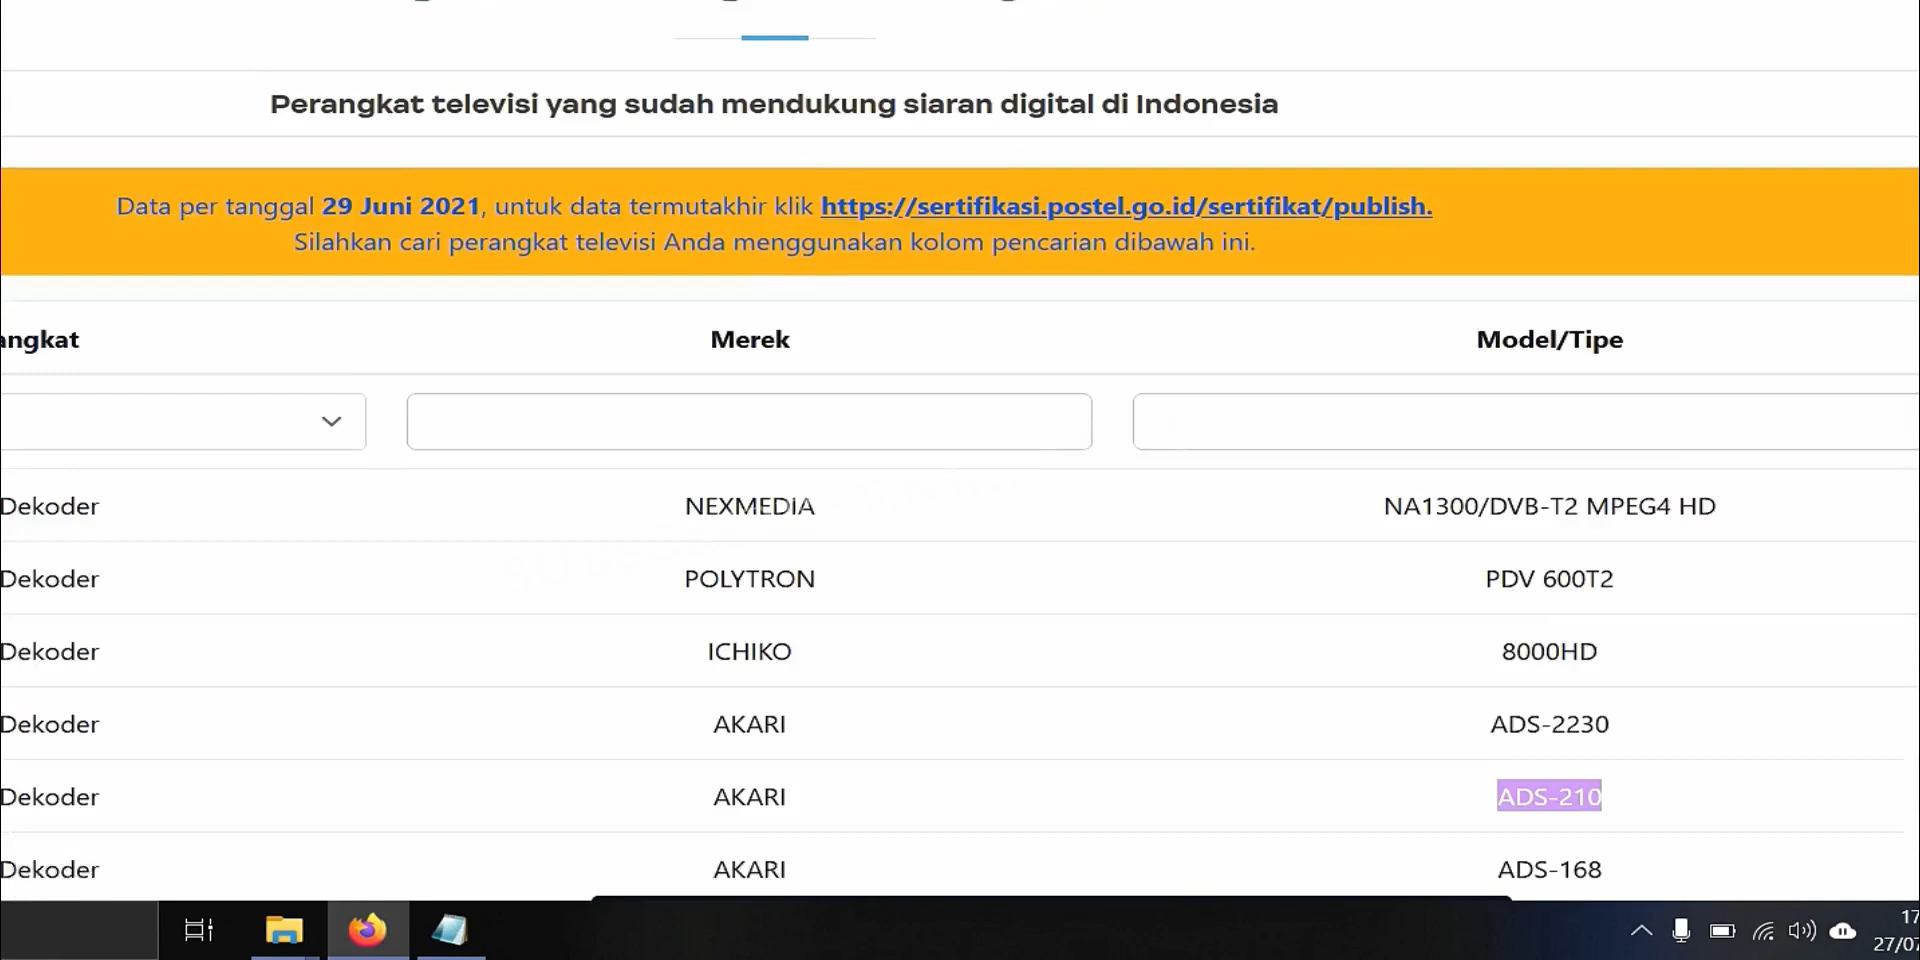 Perangkat televisi yang sudah mendukung siaran digital di Indonesia
Data per tanggal 29 Juni 2021, untuk data termutakhir klik https://sertifikasi.postel.go.id/sertifikat/publish.
Silahkan cari perangkat televisi Anda menggunakan kolom pencarian dibawah ini.
angkat Merek Model/Tipe
Dekoder NEXMEDIA NA1300/DVB-T2 MPEG4 HD
Dekoder POLYTRON PDV 600T2
Dekoder ICHIKO 8000HD
Dekoder AKARI ADS-2230
Dekoder AKARI ADS-210
Dekoder AKARI ADS-168
17
27/07